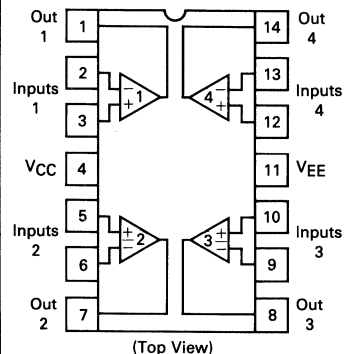 Out 1 14 Out
1 4
2 − − 13
Inputs 1 4 Inputs
1 + + 4
3 12
VCC 4 11 VEE
5 + + 10
Inputs − 2 3 − Inputs
2 3
6 9
Out 7 8 Out
2 3
(Top View)